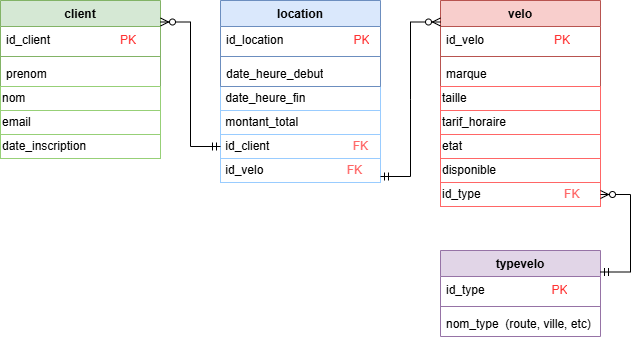 client
id_client PK
prenom
nom
email
date_inscription
location
id_location PK
date_heure_debut
date_heure_fin
montant_total
id_client FK
id_velo FK
velo
id_velo PK
marque
taille
tarif_horaire
etat
disponible
id_type FK
typevelo
id_type PK
nom_type (route, ville, etc)